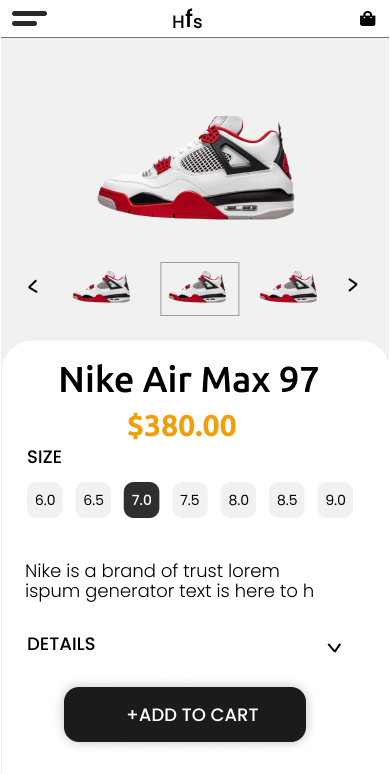 Hfs
Nike Air Max 97
$380.00
SIZE
6.0 6.5 7.0 7.5 8.0 8.5 9.0
Nike is a brand of trust lorem
ispum generator text is here to h
DETAILS
+ADD TO CART